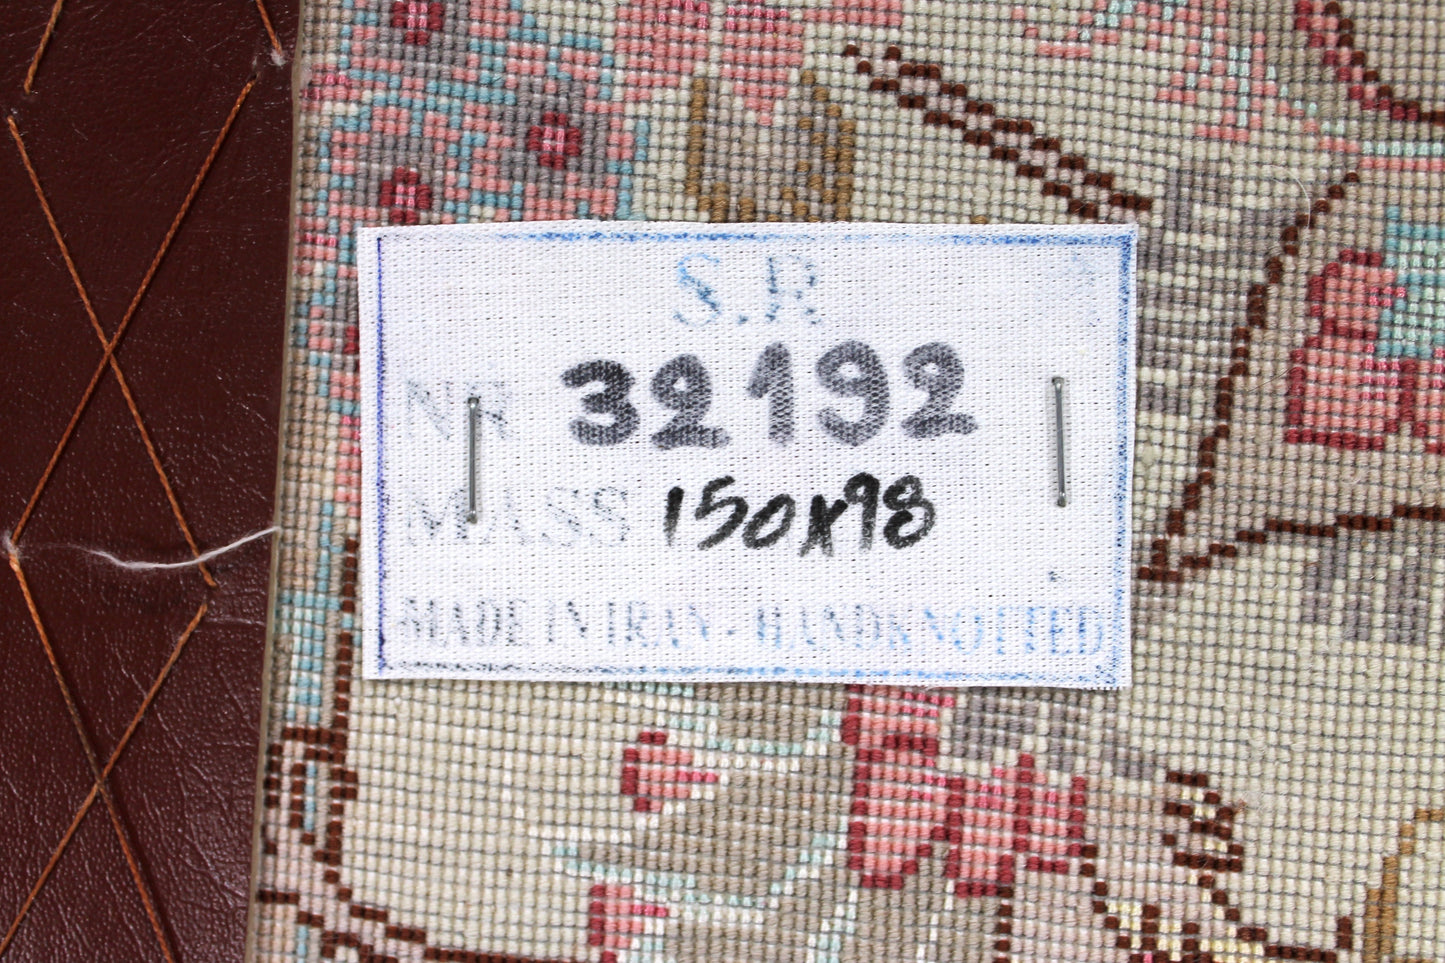 S.R
NR 32192
MASS 150x98
MADE IN IRAN - HANDKNOTTED